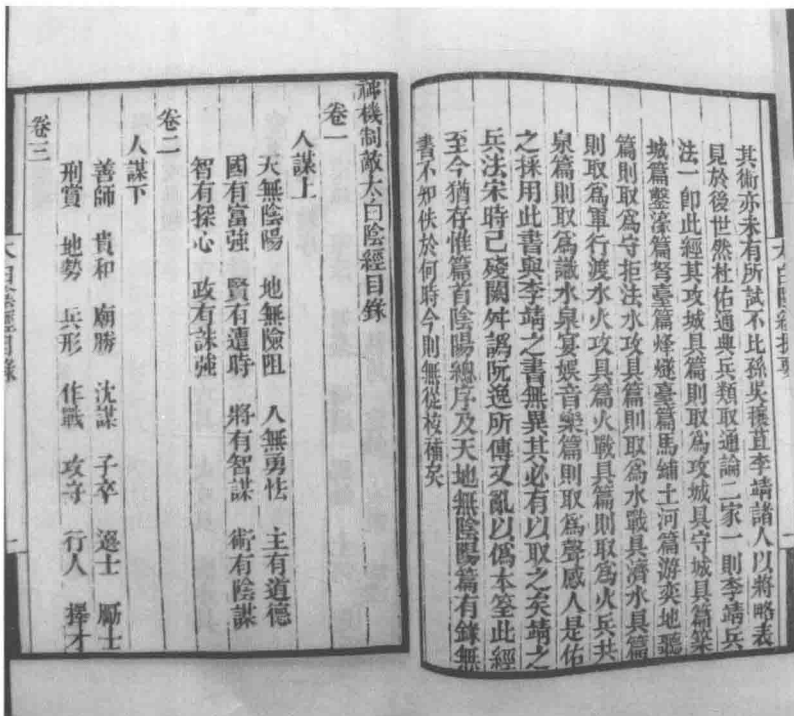 其術亦未有所試不比孫吳穰苴李靖諸人以將略表
見於後世然杜佑通典兵類取通論二家一則李靖兵
法一卽此經其攻城具篇則取爲攻城具守城具篇築
城篇鑿濠篇弩臺篇烽燧臺篇馬鋪土河篇游奕地聽
篇則取爲守拒法水攻具篇則取爲水戰具濟水具篇
則取爲軍行渡水火攻具篇火戰具篇則取爲火兵共
泉篇則取爲識水泉宴娛音樂篇則取爲聲感人是佑
之採用此書與李靖之書無異其必有以取之矣靖之
兵法宋時已殘闕舛譌阮逸所傳又亂以僞本筌此經
至今猶存惟篇首陰陽總序及天地無陰陽篇有錄無
書不知佚於何時今則無從核補矣
太白陰經提要
神機制敵太白陰經目錄
卷一
人謀上
天無陰陽 地無險阻 人無勇怯 主有道德
國有富強 賢有遭時 將有智謀 術有陰謀
智有探心 政有誅強
卷二
人謀下
善師 貴和 廟勝 沈謀 子卒 選士 勵士
刑賞 地勢 兵形 作戰 攻守 行人 擇才
卷三
太白陰經目錄 一